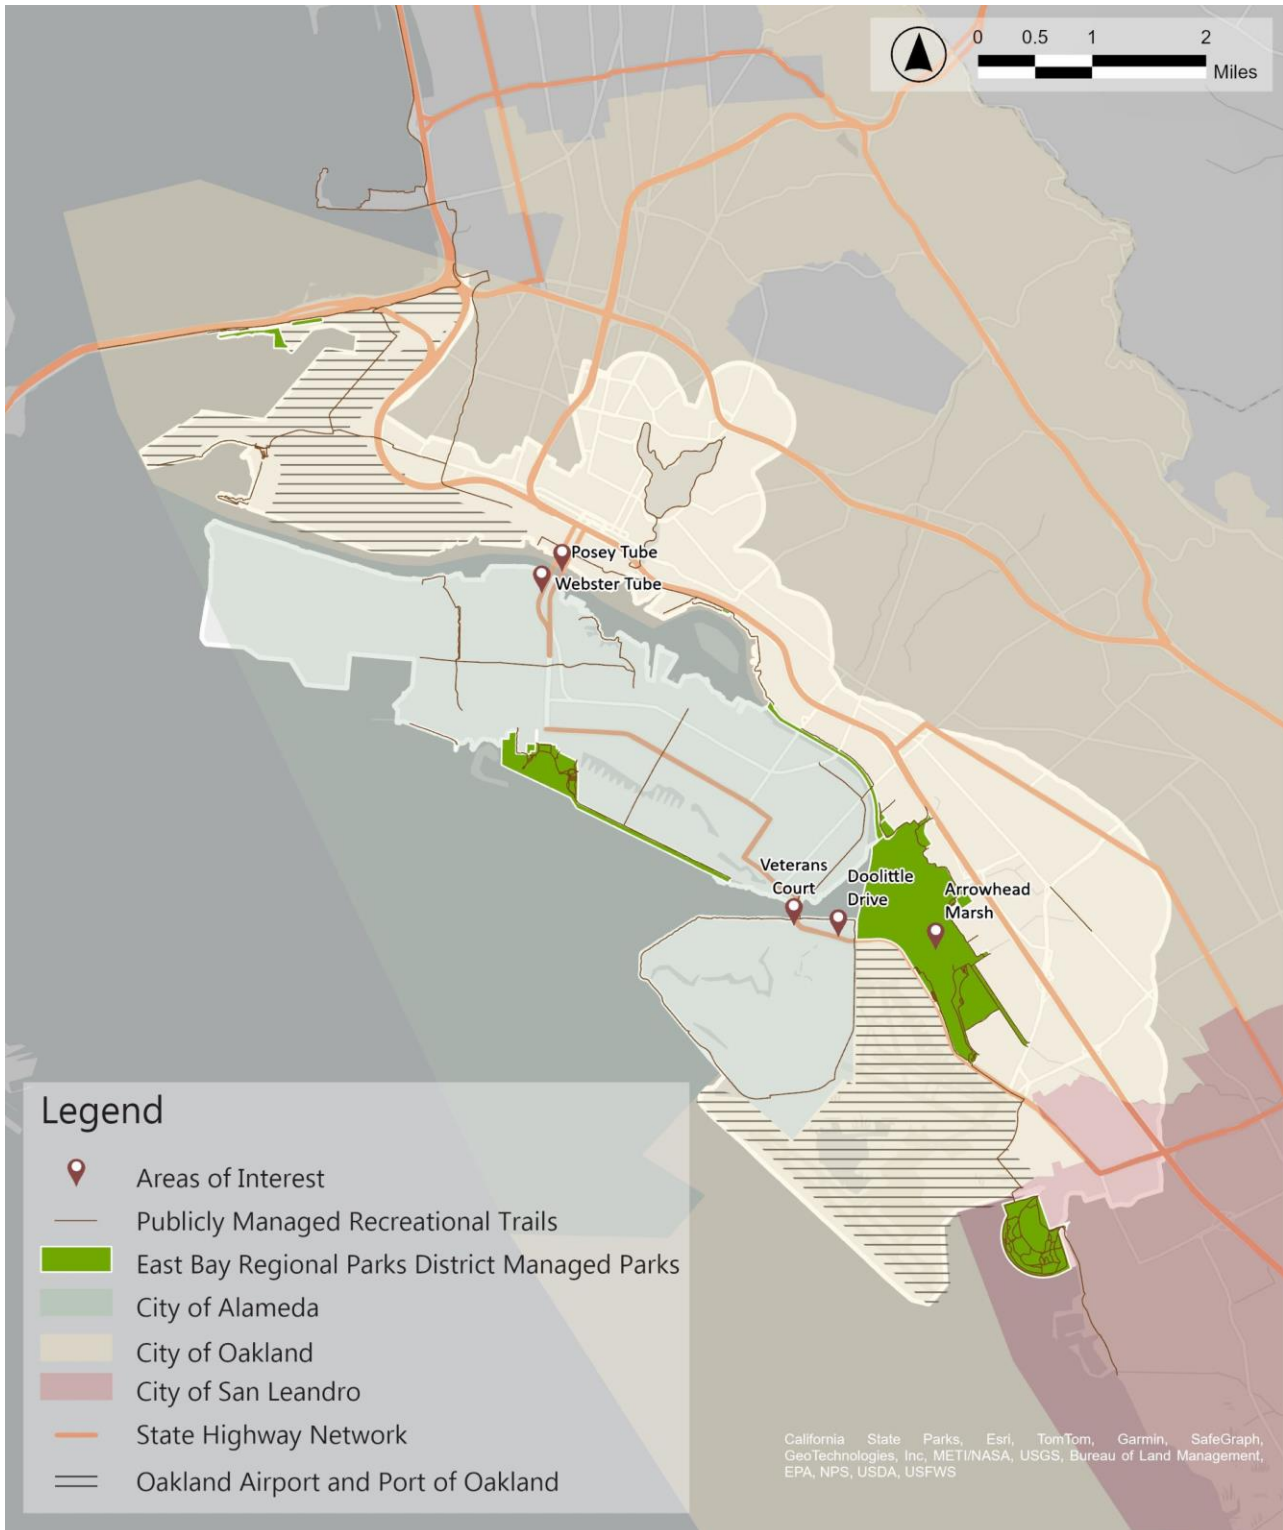 0 0.5 1 2
Miles
Posey Tube
Webster Tube
Veterans
Court
Doolittle
Drive
Arrowhead
Marsh
Legend
Areas of Interest
Publicly Managed Recreational Trails
East Bay Regional Parks District Managed Parks
City of Alameda
City of Oakland
City of San Leandro
State Highway Network
Oakland Airport and Port of Oakland
California State Parks, Esri, TomTom, Garmin, SafeGraph,
GeoTechnologies, Inc, METI/NASA, USGS, Bureau of Land Management,
EPA, NPS, USDA, USFWS